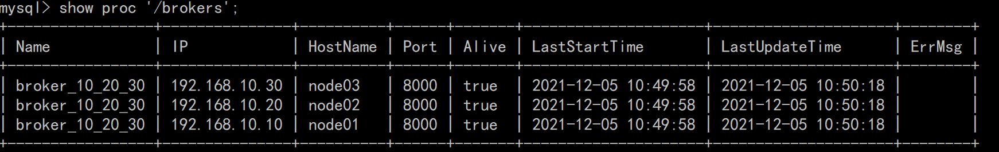 mysql> show proc '/brokers';
+-----------------+---------------+----------+------+-------+---------------------+---------------------+--------+
| Name            | IP            | HostName | Port | Alive | LastStartTime       | LastUpdateTime      | ErrMsg |
+-----------------+---------------+----------+------+-------+---------------------+---------------------+--------+
| broker_10_20_30 | 192.168.10.30 | node03   | 8000 | true  | 2021-12-05 10:49:58 | 2021-12-05 10:50:18 |        |
| broker_10_20_30 | 192.168.10.20 | node02   | 8000 | true  | 2021-12-05 10:49:58 | 2021-12-05 10:50:18 |        |
| broker_10_20_30 | 192.168.10.10 | node01   | 8000 | true  | 2021-12-05 10:49:58 | 2021-12-05 10:50:18 |        |
+-----------------+---------------+----------+------+-------+---------------------+---------------------+--------+